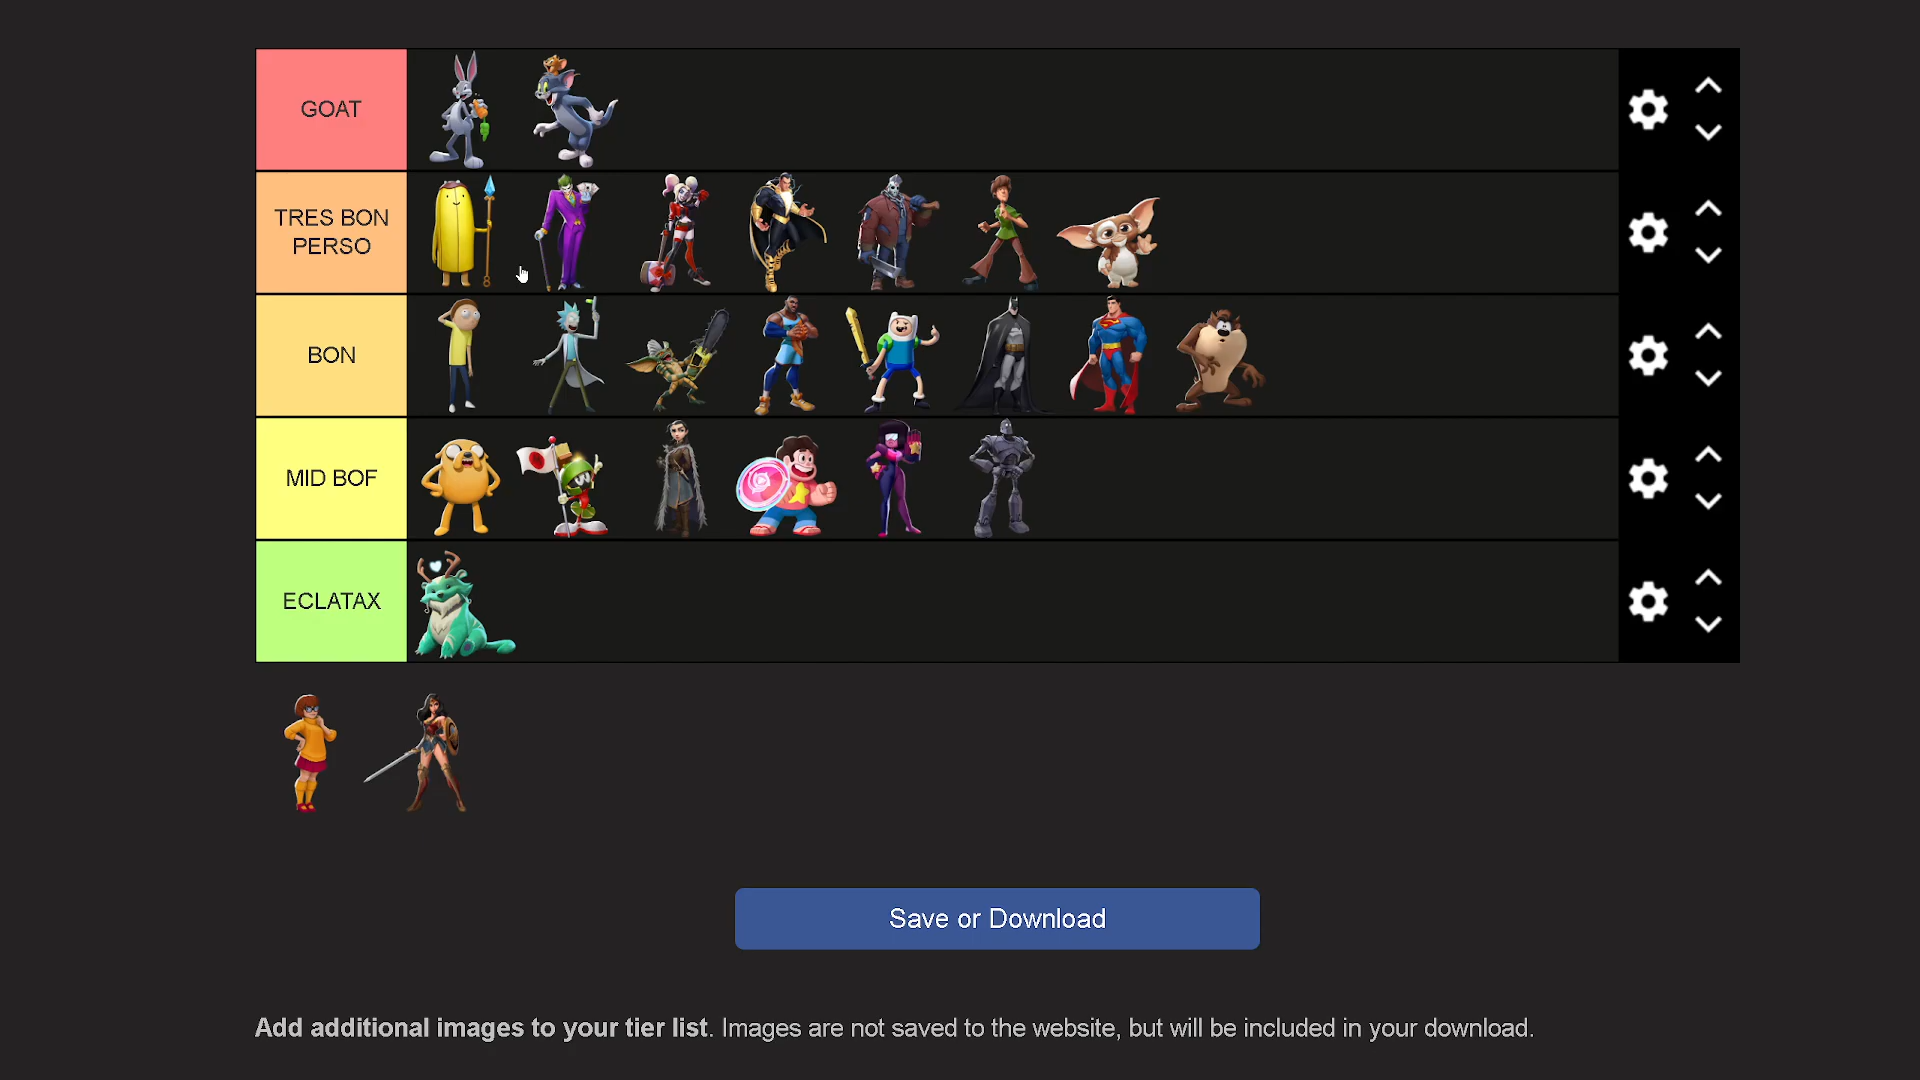 GOAT
TRES BON
PERSO
BON
MID BOF
ECLATAX
Save or Download
Add additional images to your tier list. Images are not saved to the website, but will be included in your download.